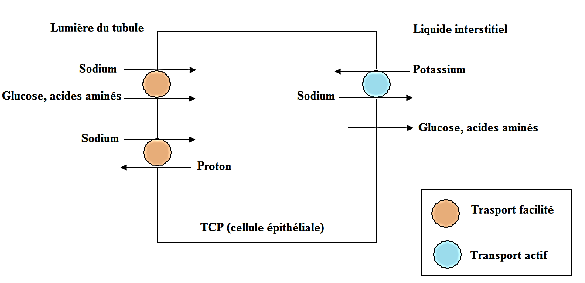 Lumière du tubule
Liquide interstitiel
Sodium
Potassium
Glucose, acides aminés
Sodium
Glucose, acides aminés
Sodium
Proton
TCP (cellule épithéliale)
Trasport facilité
Transport actif